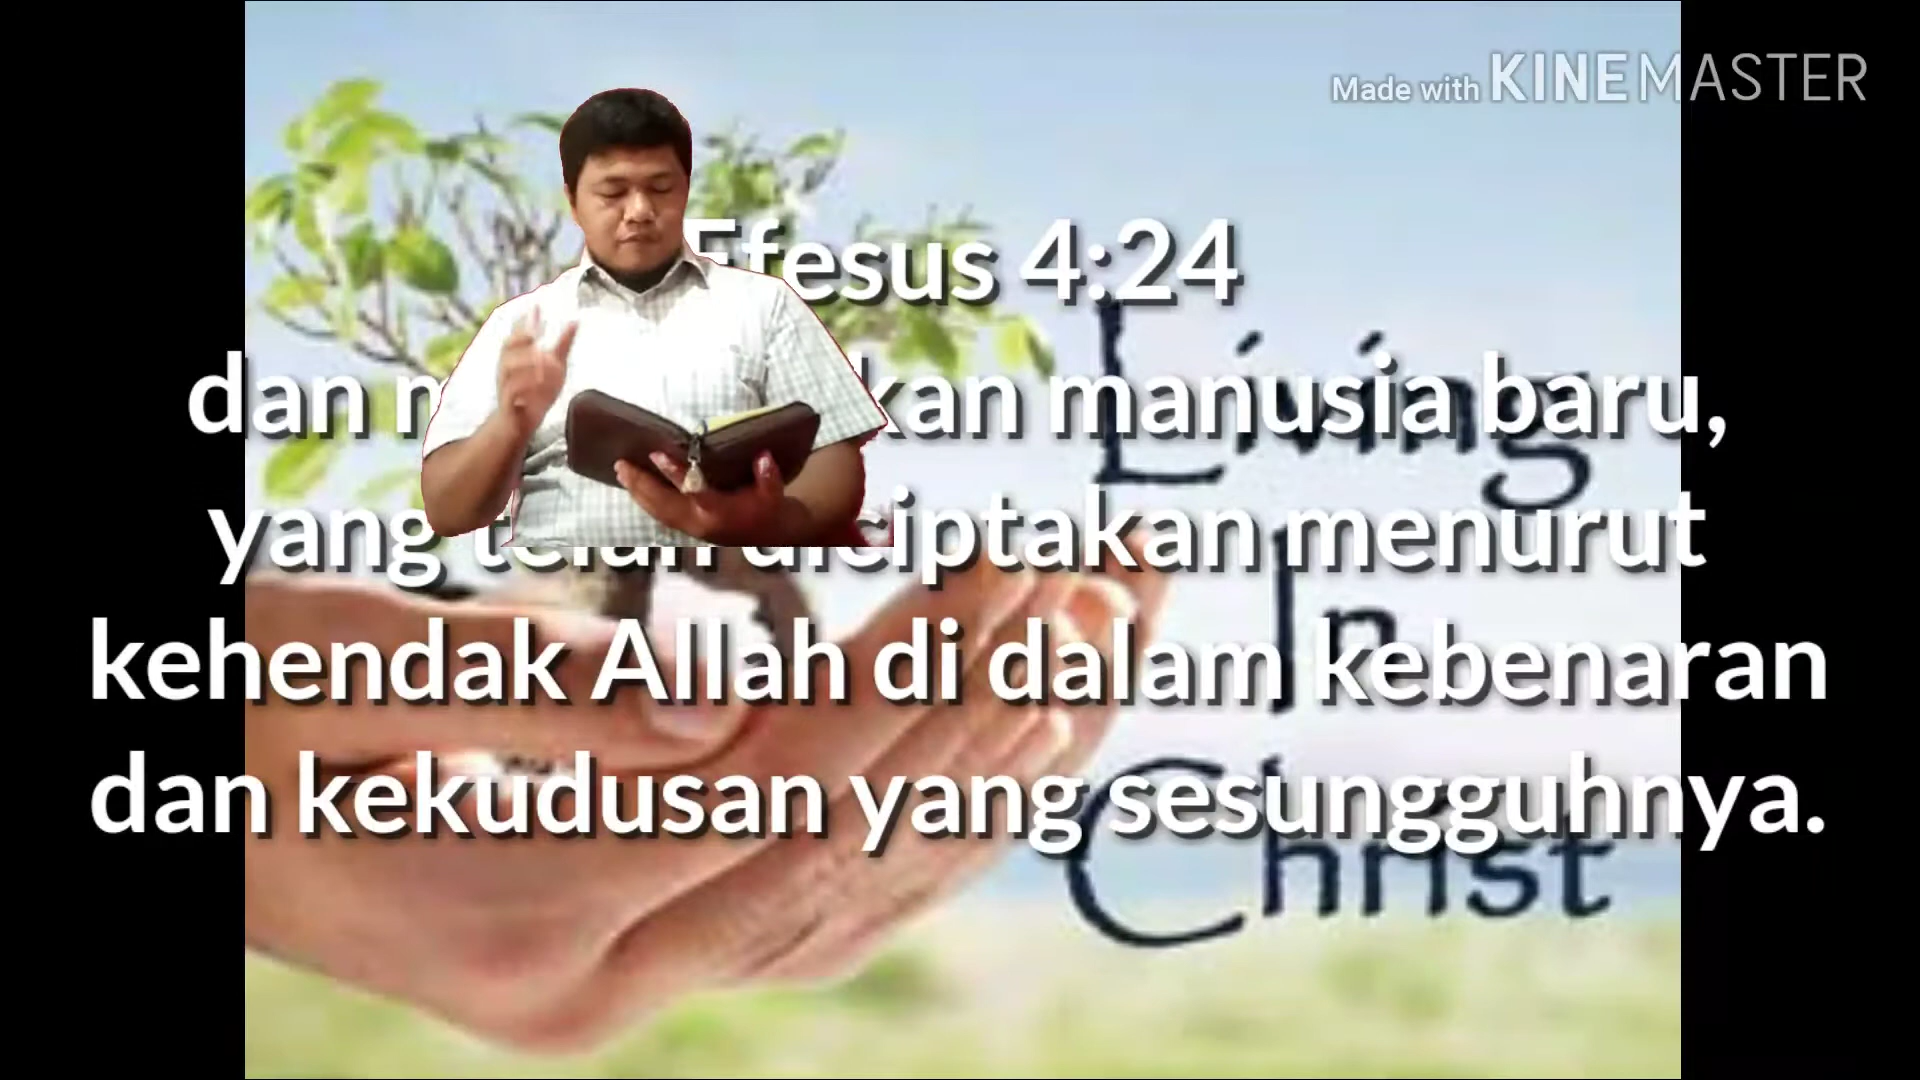 Made with KINEMASTER
Efesus 4:24
dan kan manusia baru,
yang telah diciptakan menurut
kehendak Allah di dalam kebenaran
dan kekudusan yang sesungguhnya.
Living
In
Christ